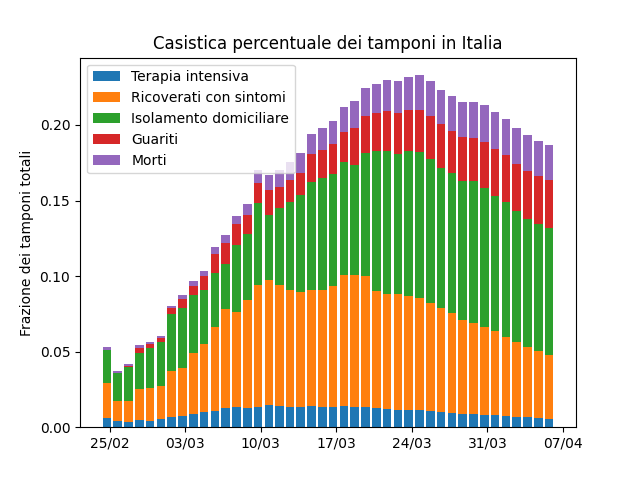 Casistica percentuale dei tamponi in Italia
Terapia intensiva
Ricoverati con sintomi
Isolamento domiciliare
Guariti
Morti
Frazione dei tamponi totali
0.20
0.15
0.10
0.05
0.00
25/02 03/03 10/03 17/03 24/03 31/03 07/04